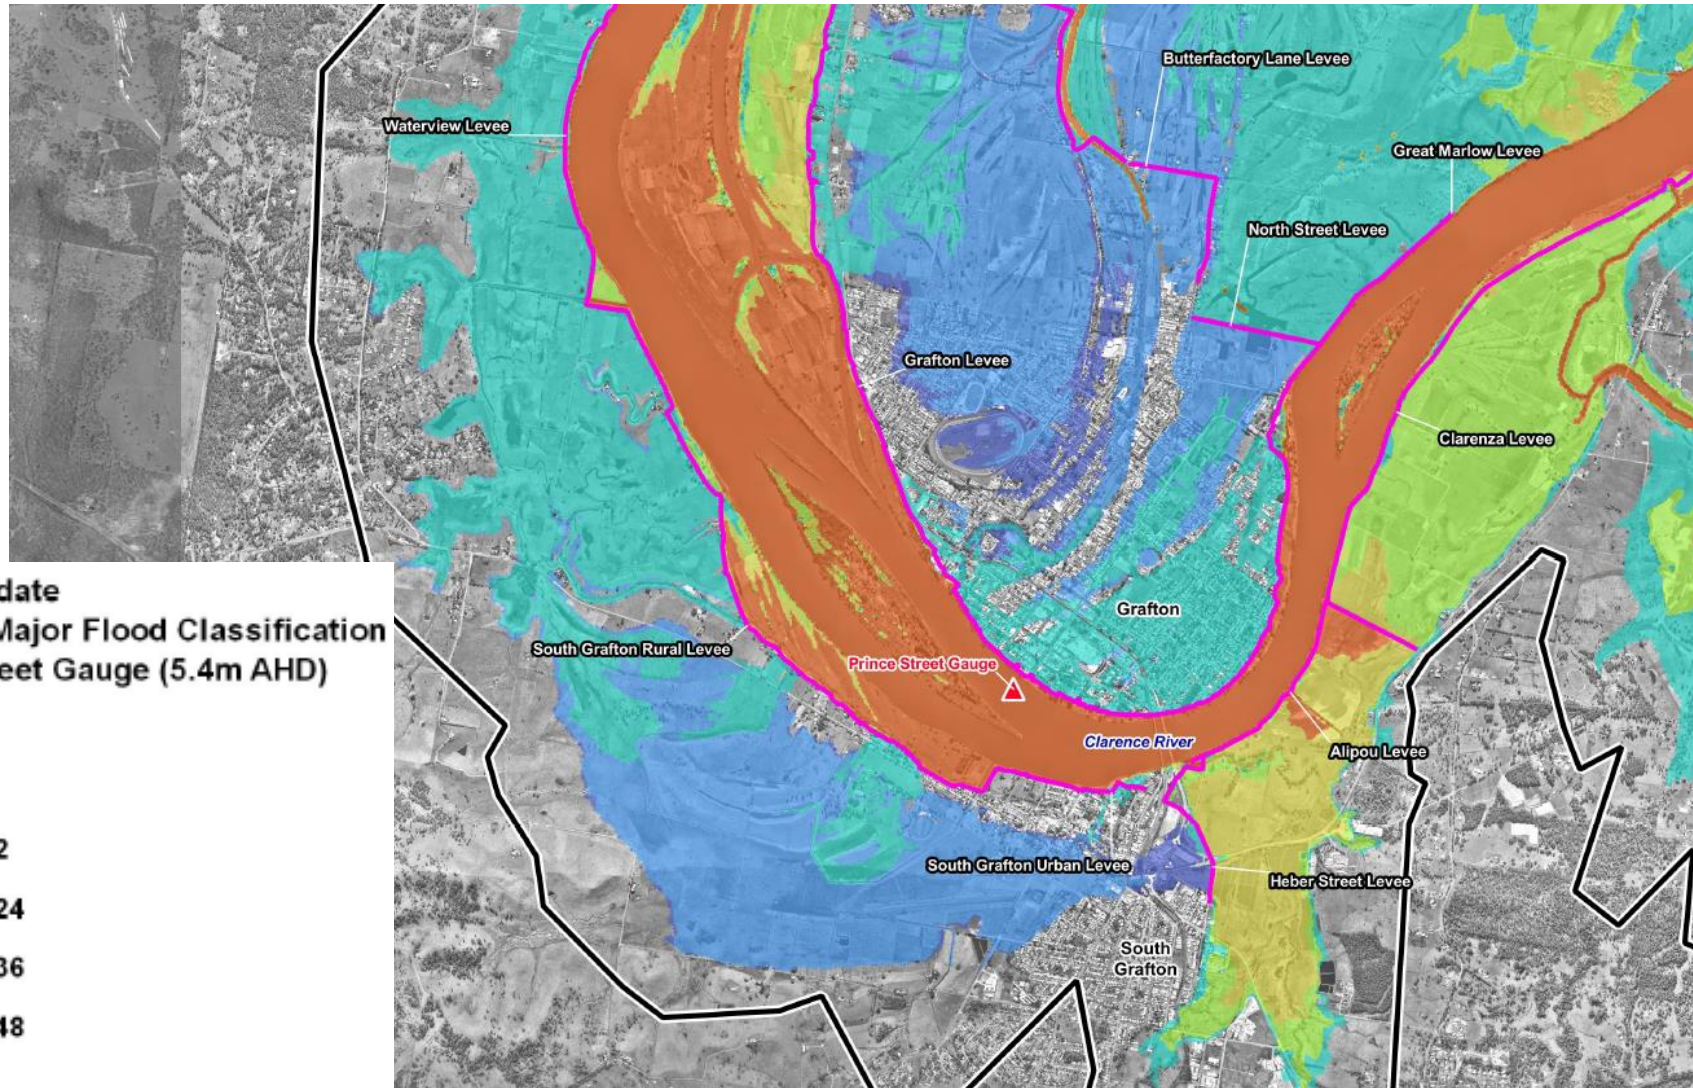 Butterfactory Lane Levee
Waterview Levee
Great Marlow Levee
North Street Levee
Grafton Levee
Clarenza Levee
date
Major Flood Classification
eet Gauge (5.4m AHD)
2
24
36
48
Grafton
South Grafton Rural Levee
Prince Street Gauge
Clarence River
Alipou Levee
South Grafton Urban Levee
Heber Street Levee
South
Grafton